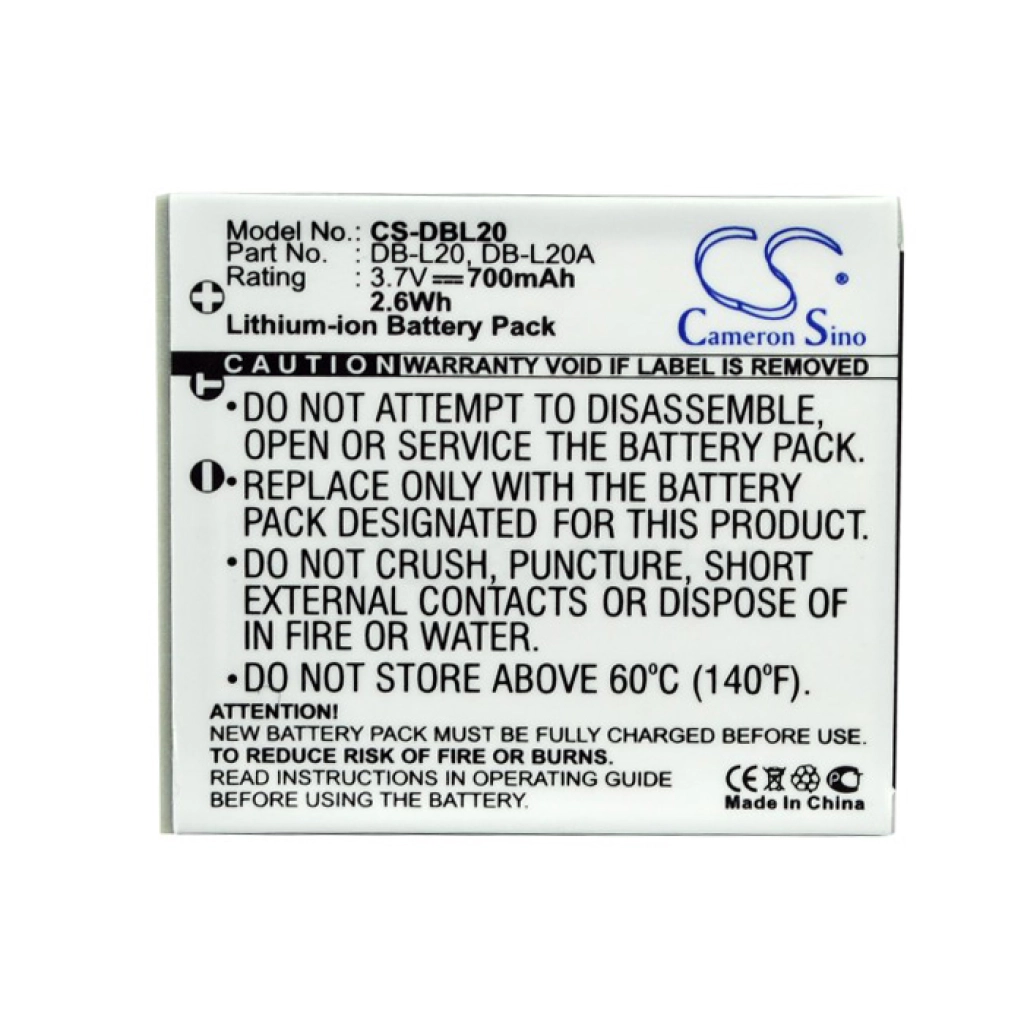 Model No.: CS-DBL20
Part No. : DB-L20, DB-L20A
Rating : 3.7V 700mAh
2.6Wh
Lithium-ion Battery Pack
CS ®
Cameron Sino
CAUTION WARRANTY VOID IF LABEL IS REMOVED
•DO NOT ATTEMPT TO DISASSEMBLE,
OPEN OR SERVICE THE BATTERY PACK.
•REPLACE ONLY WITH THE BATTERY
PACK DESIGNATED FOR THIS PRODUCT.
•DO NOT CRUSH, PUNCTURE, SHORT
EXTERNAL CONTACTS OR DISPOSE OF
IN FIRE OR WATER.
•DO NOT STORE ABOVE 60°C (140°F).
ATTENTION!
NEW BATTERY PACK MUST BE FULLY CHARGED BEFORE USE.
TO REDUCE RISK OF FIRE OR BURNS.
READ INSTRUCTIONS IN OPERATING GUIDE
BEFORE USING THE BATTERY.
CE
Made In China